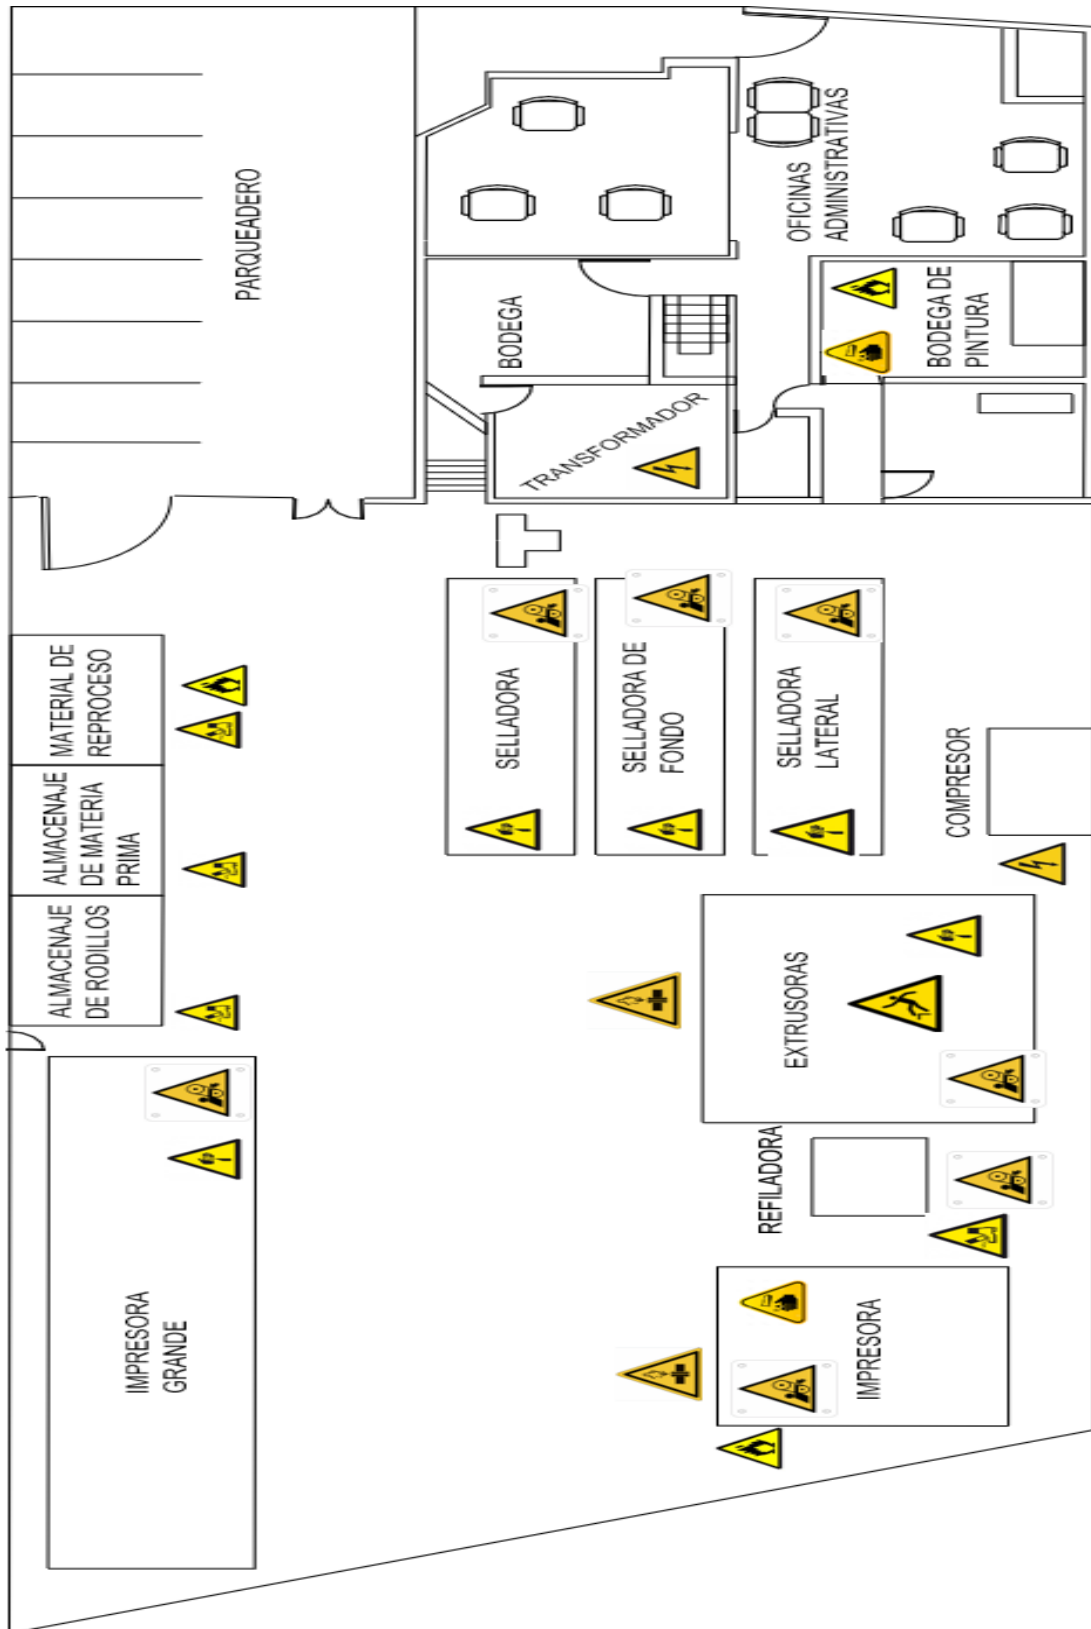 PARQUEADERO
OFICINAS
ADMINISTRATIVAS
BODEGA
BODEGA DE
PINTURA
TRANSFORMADOR
MATERIAL DE
REPROCESO
ALMACENAJE
DE MATERIA
PRIMA
ALMACENAJE
DE RODILLOS
SELLADORA
SELLADORA DE
FONDO
SELLADORA
LATERAL
COMPRESOR
EXTRUSORAS
REFILADORA
IMPRESORA
GRANDE
IMPRESORA